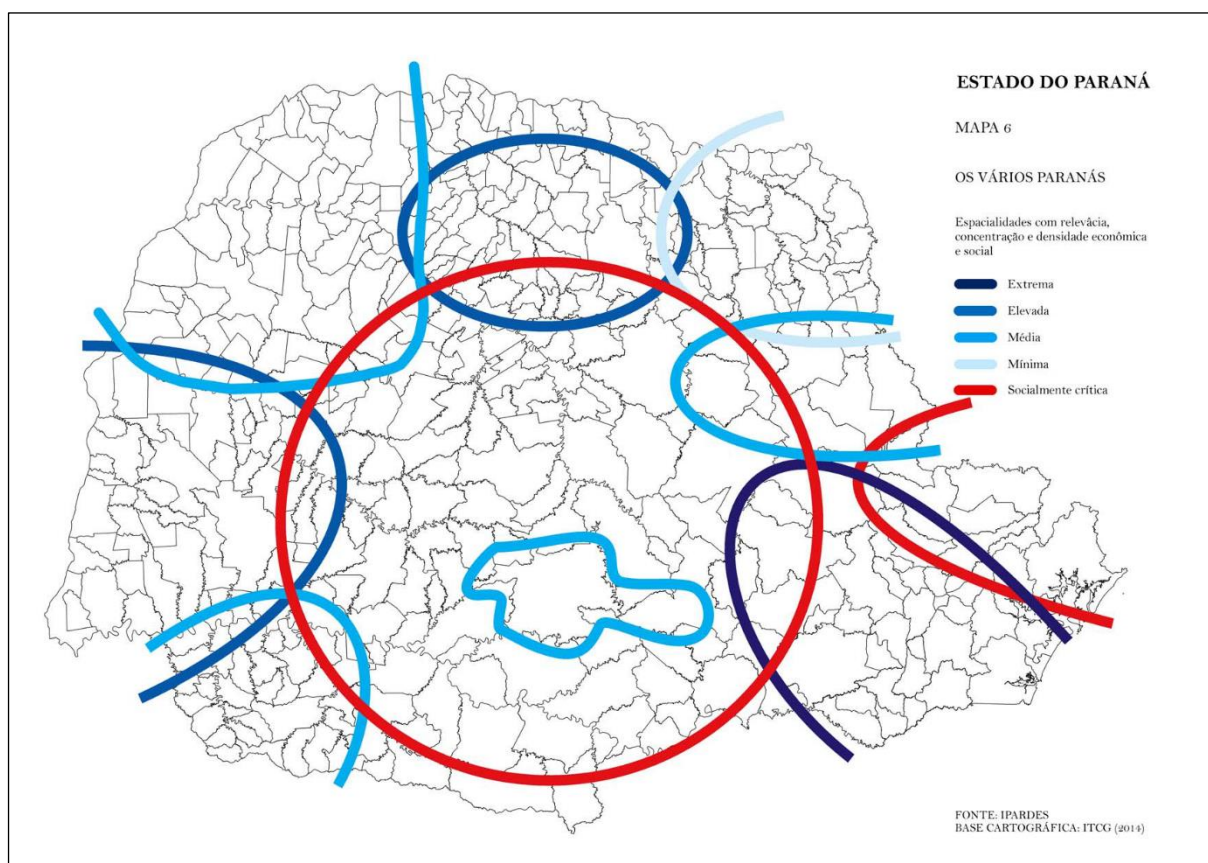 ESTADO DO PARANÁ
MAPA 6
OS VÁRIOS PARANÁS
Espacialidades com relevâcia,
concentração e densidade econômica
e social
Extrema
Elevada
Média
Mínima
Socialmente crítica
FONTE: IPARDES
BASE CARTOGRÁFICA: ITCG (2014)